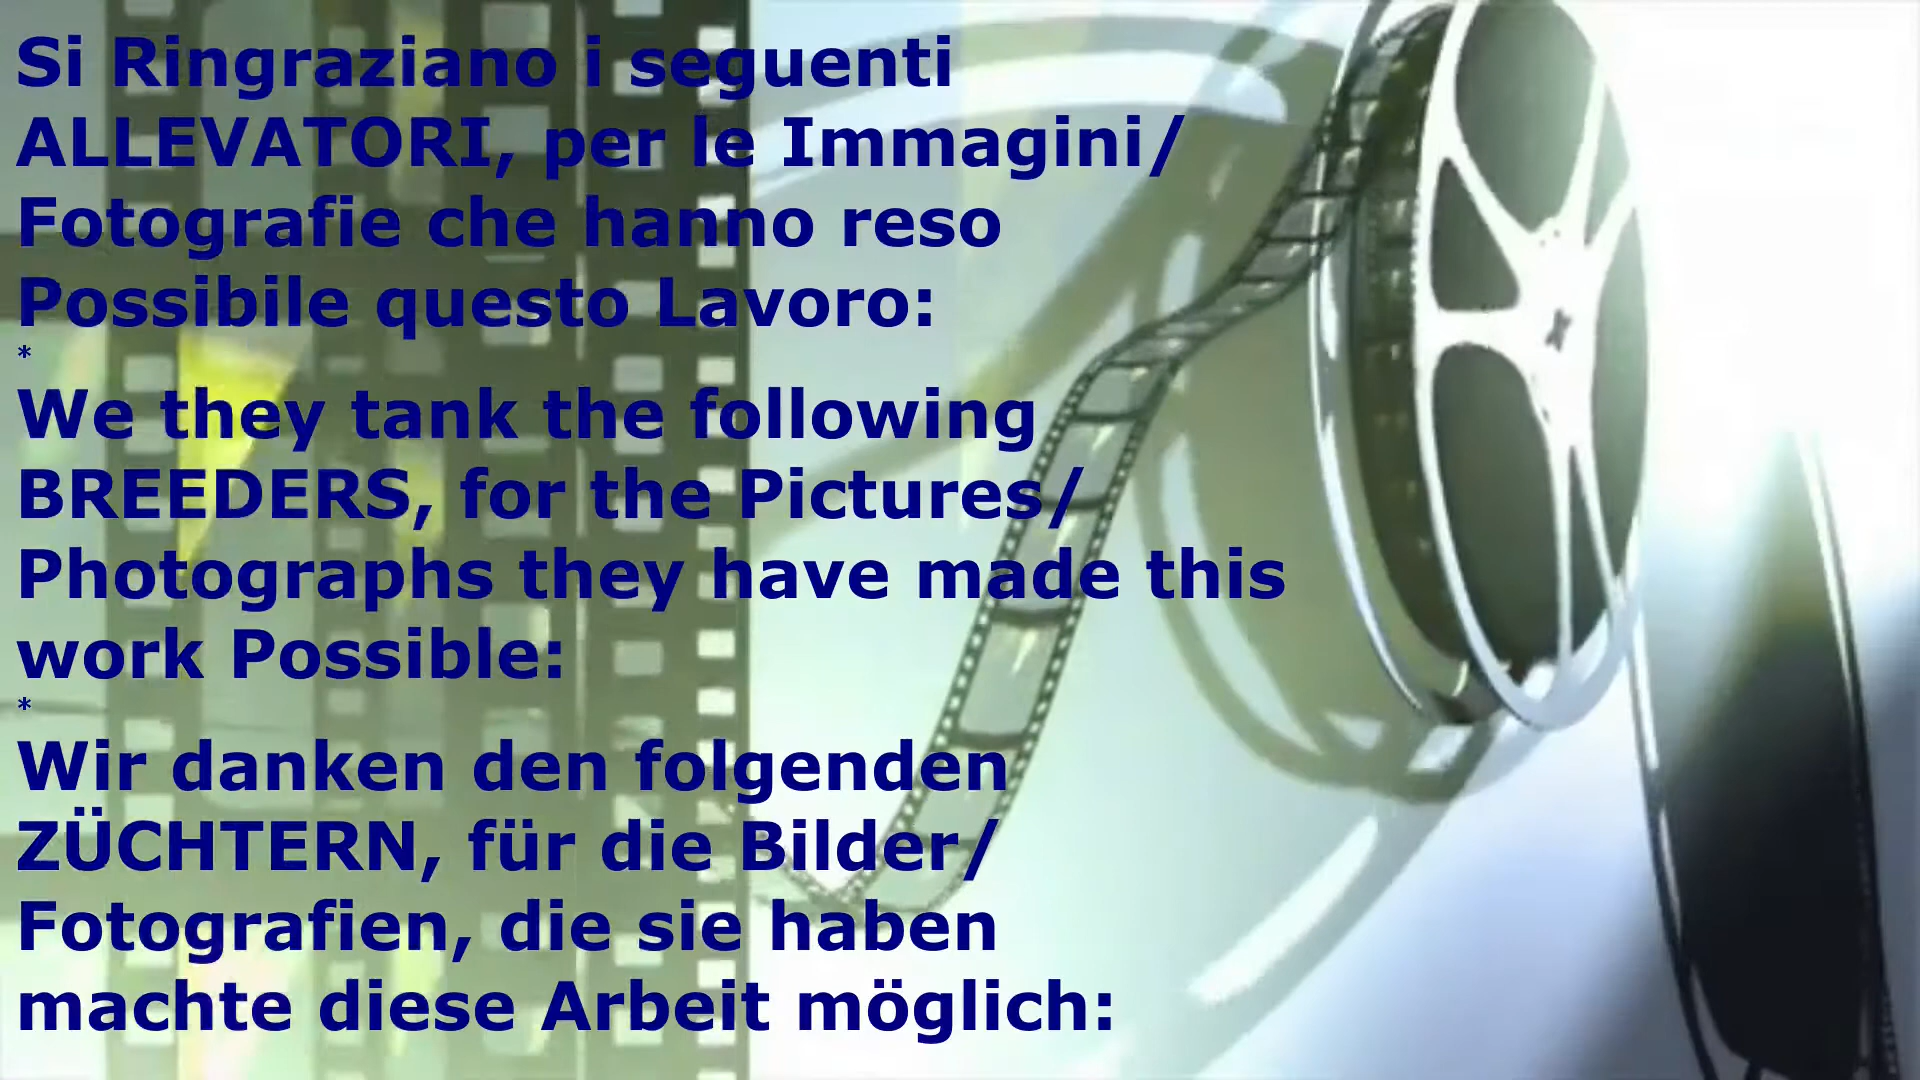 Si Ringraziano i seguenti
ALLEVATORI, per le Immagini/
Fotografie che hanno reso
Possibile questo Lavoro:
*
We they tank the following
BREEDERS, for the Pictures/
Photographs they have made this
work Possible:
*
Wir danken den folgenden
ZÜCHTERN, für die Bilder/
Fotografien, die sie haben
machte diese Arbeit möglich: